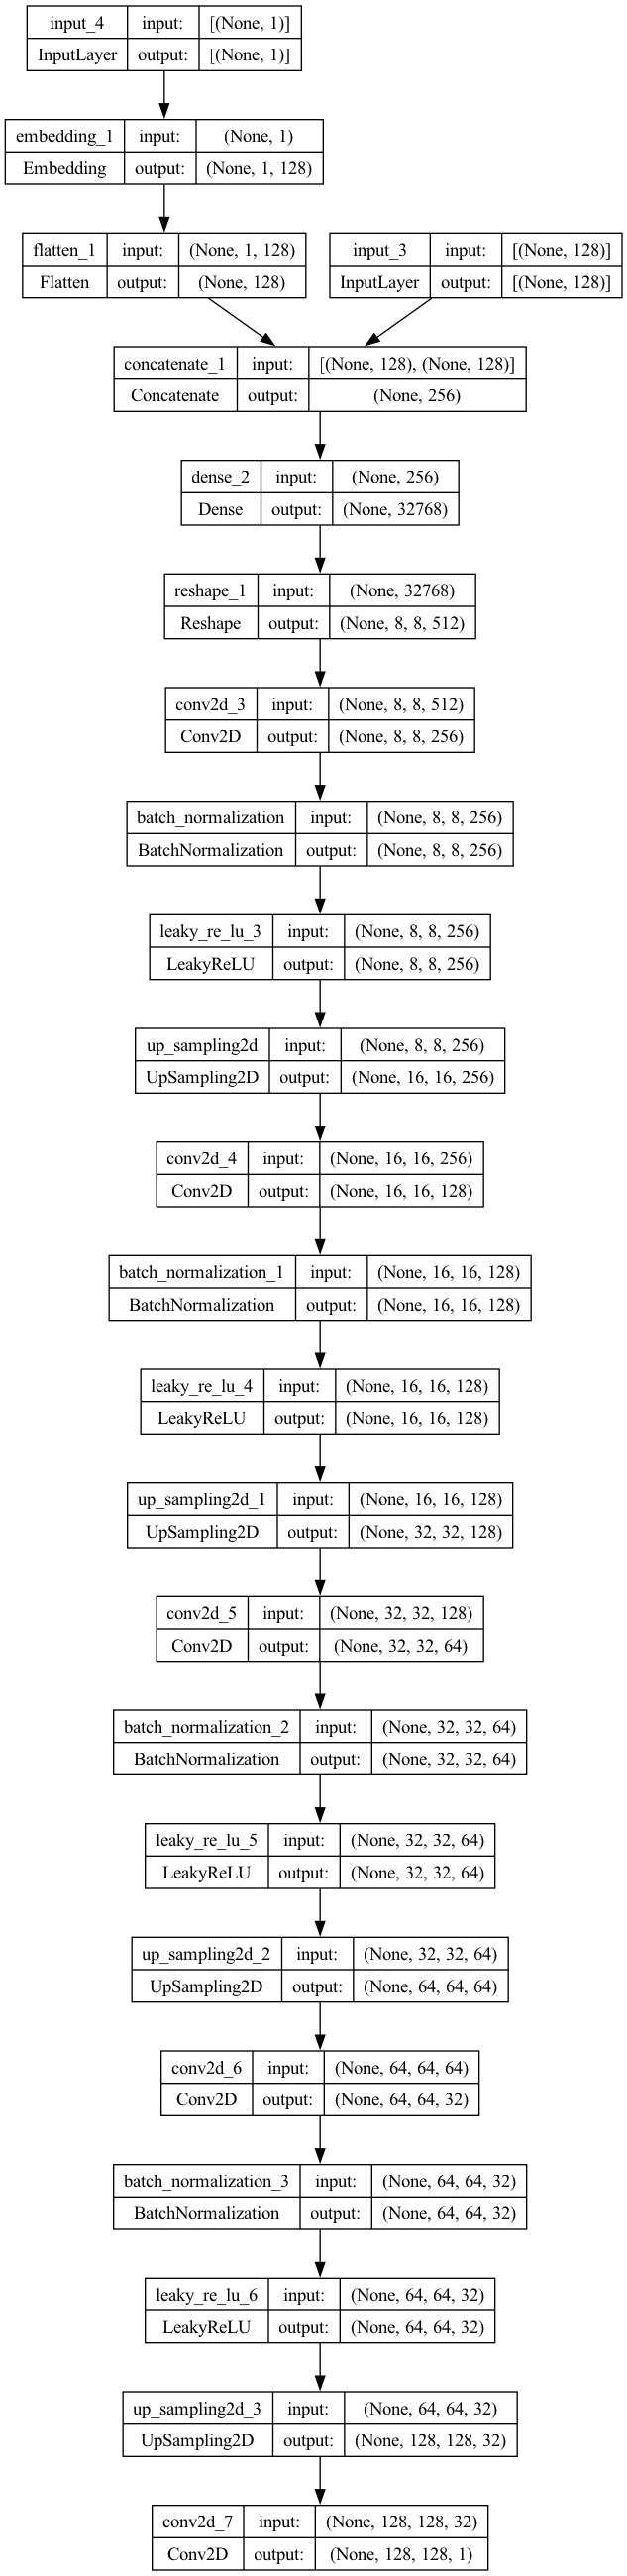 input_4 input: [(None, 1)]
InputLayer output: [(None, 1)]
embedding_1 input: (None, 1)
Embedding output: (None, 1, 128)
flatten_1 input: (None, 1, 128)
Flatten output: (None, 128)
input_3 input: [(None, 128)]
InputLayer output: [(None, 128)]
concatenate_1 input: [(None, 128), (None, 128)]
Concatenate output: (None, 256)
dense_2 input: (None, 256)
Dense output: (None, 32768)
reshape_1 input: (None, 32768)
Reshape output: (None, 8, 8, 512)
conv2d_3 input: (None, 8, 8, 512)
Conv2D output: (None, 8, 8, 256)
batch_normalization input: (None, 8, 8, 256)
BatchNormalization output: (None, 8, 8, 256)
leaky_re_lu_3 input: (None, 8, 8, 256)
LeakyReLU output: (None, 8, 8, 256)
up_sampling2d input: (None, 8, 8, 256)
UpSampling2D output: (None, 16, 16, 256)
conv2d_4 input: (None, 16, 16, 256)
Conv2D output: (None, 16, 16, 128)
batch_normalization_1 input: (None, 16, 16, 128)
BatchNormalization output: (None, 16, 16, 128)
leaky_re_lu_4 input: (None, 16, 16, 128)
LeakyReLU output: (None, 16, 16, 128)
up_sampling2d_1 input: (None, 16, 16, 128)
UpSampling2D output: (None, 32, 32, 128)
conv2d_5 input: (None, 32, 32, 128)
Conv2D output: (None, 32, 32, 64)
batch_normalization_2 input: (None, 32, 32, 64)
BatchNormalization output: (None, 32, 32, 64)
leaky_re_lu_5 input: (None, 32, 32, 64)
LeakyReLU output: (None, 32, 32, 64)
up_sampling2d_2 input: (None, 32, 32, 64)
UpSampling2D output: (None, 64, 64, 64)
conv2d_6 input: (None, 64, 64, 64)
Conv2D output: (None, 64, 64, 32)
batch_normalization_3 input: (None, 64, 64, 32)
BatchNormalization output: (None, 64, 64, 32)
leaky_re_lu_6 input: (None, 64, 64, 32)
LeakyReLU output: (None, 64, 64, 32)
up_sampling2d_3 input: (None, 64, 64, 32)
UpSampling2D output: (None, 128, 128, 32)
conv2d_7 input: (None, 128, 128, 32)
Conv2D output: (None, 128, 128, 1)